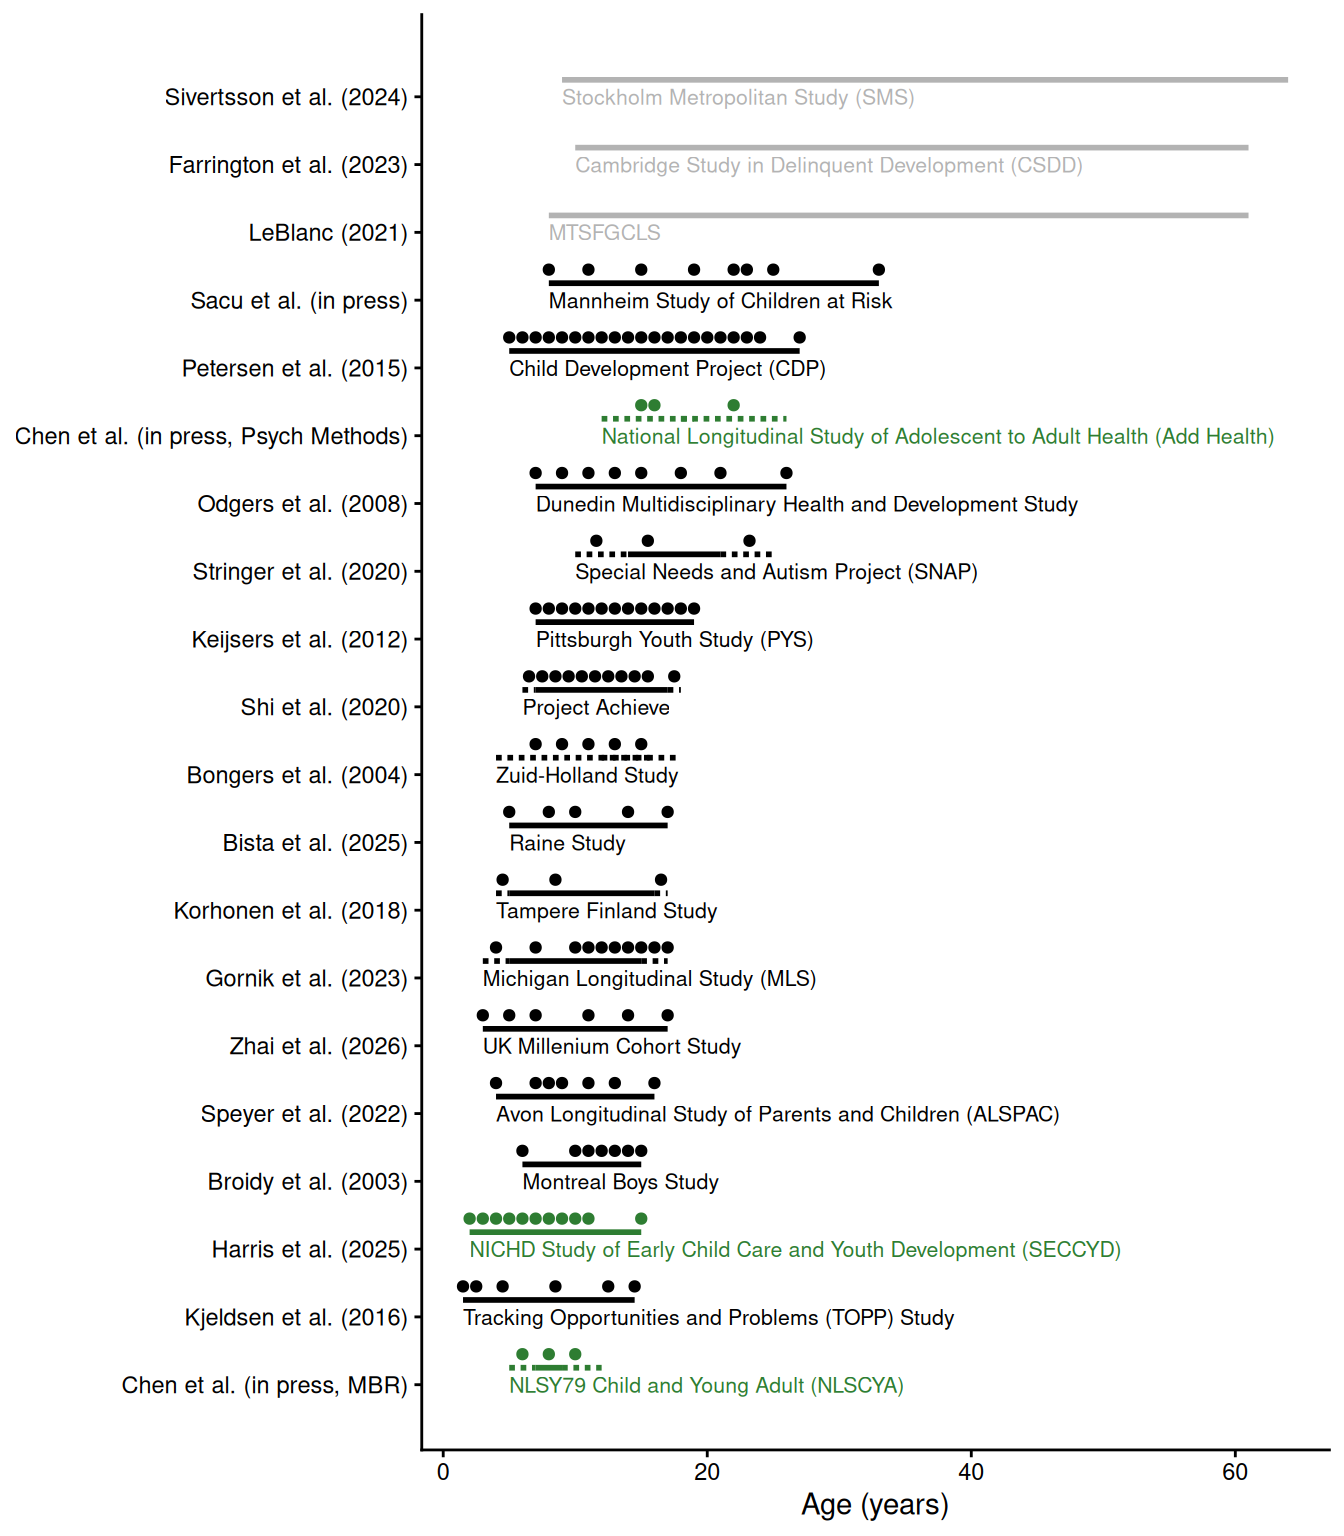 Sivertsson et al. (2024)
Stockholm Metropolitan Study (SMS)
Farrington et al. (2023)
Cambridge Study in Delinquent Development (CSDD)
LeBlanc (2021)
MTSFGCLS
Sacu et al. (in press)
Mannheim Study of Children at Risk
Petersen et al. (2015)
Child Development Project (CDP)
Chen et al. (in press, Psych Methods)
National Longitudinal Study of Adolescent to Adult Health (Add Health)
Odgers et al. (2008)
Dunedin Multidisciplinary Health and Development Study
Stringer et al. (2020)
Special Needs and Autism Project (SNAP)
Keijsers et al. (2012)
Pittsburgh Youth Study (PYS)
Shi et al. (2020)
Project Achieve
Bongers et al. (2004)
Zuid-Holland Study
Bista et al. (2025)
Raine Study
Korhonen et al. (2018)
Tampere Finland Study
Gornik et al. (2023)
Michigan Longitudinal Study (MLS)
Zhai et al. (2026)
UK Millenium Cohort Study
Speyer et al. (2022)
Avon Longitudinal Study of Parents and Children (ALSPAC)
Broidy et al. (2003)
Montreal Boys Study
Harris et al. (2025)
NICHD Study of Early Child Care and Youth Development (SECCYD)
Kjeldsen et al. (2016)
Tracking Opportunities and Problems (TOPP) Study
Chen et al. (in press, MBR)
NLSY79 Child and Young Adult (NLSCYA)
0 20 40 60
Age (years)